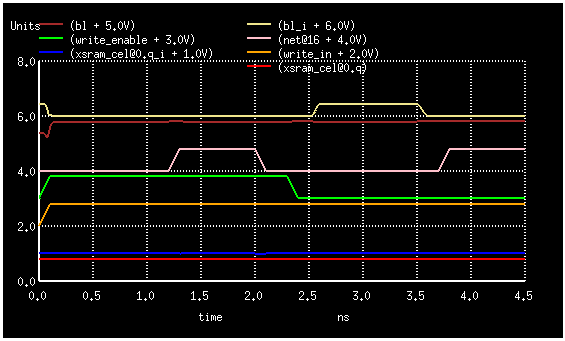 Units (bl + 5.0V) (bl_i + 6.0V)
(write_enable + 3.0V) (net@16 + 4.0V)
(xsram_cel@0.q_i + 1.0V) (write_in + 2.0V)
8.0 (xsram_cel@0.q)
6.0
4.0
2.0
0.0
0.0 0.5 1.0 1.5 2.0 2.5 3.0 3.5 4.0 4.5
time ns